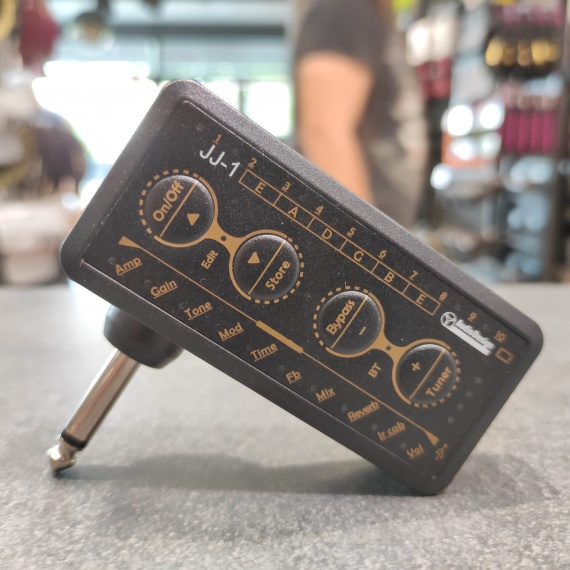 1 2 3 4 5 6 7 8 9 10
JJ-1
E A D G B E
On/Off
Edit
Store
Bypass
-
BT
+
Tuner
Amp Gain Tone Mod Time Fb Mix Reverb Ir cab Vol